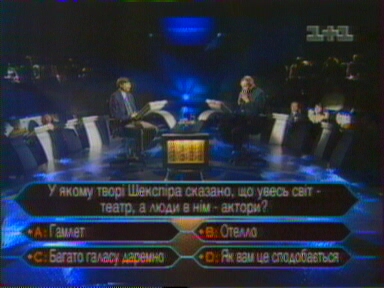 1+1
У якому творі Шекспіра сказано, що увесь світ -
театр, а люди в нім - актори?
A: Гамлет
B: Отелло
C: Багато галасу даремно
D: Як вам це сподобається